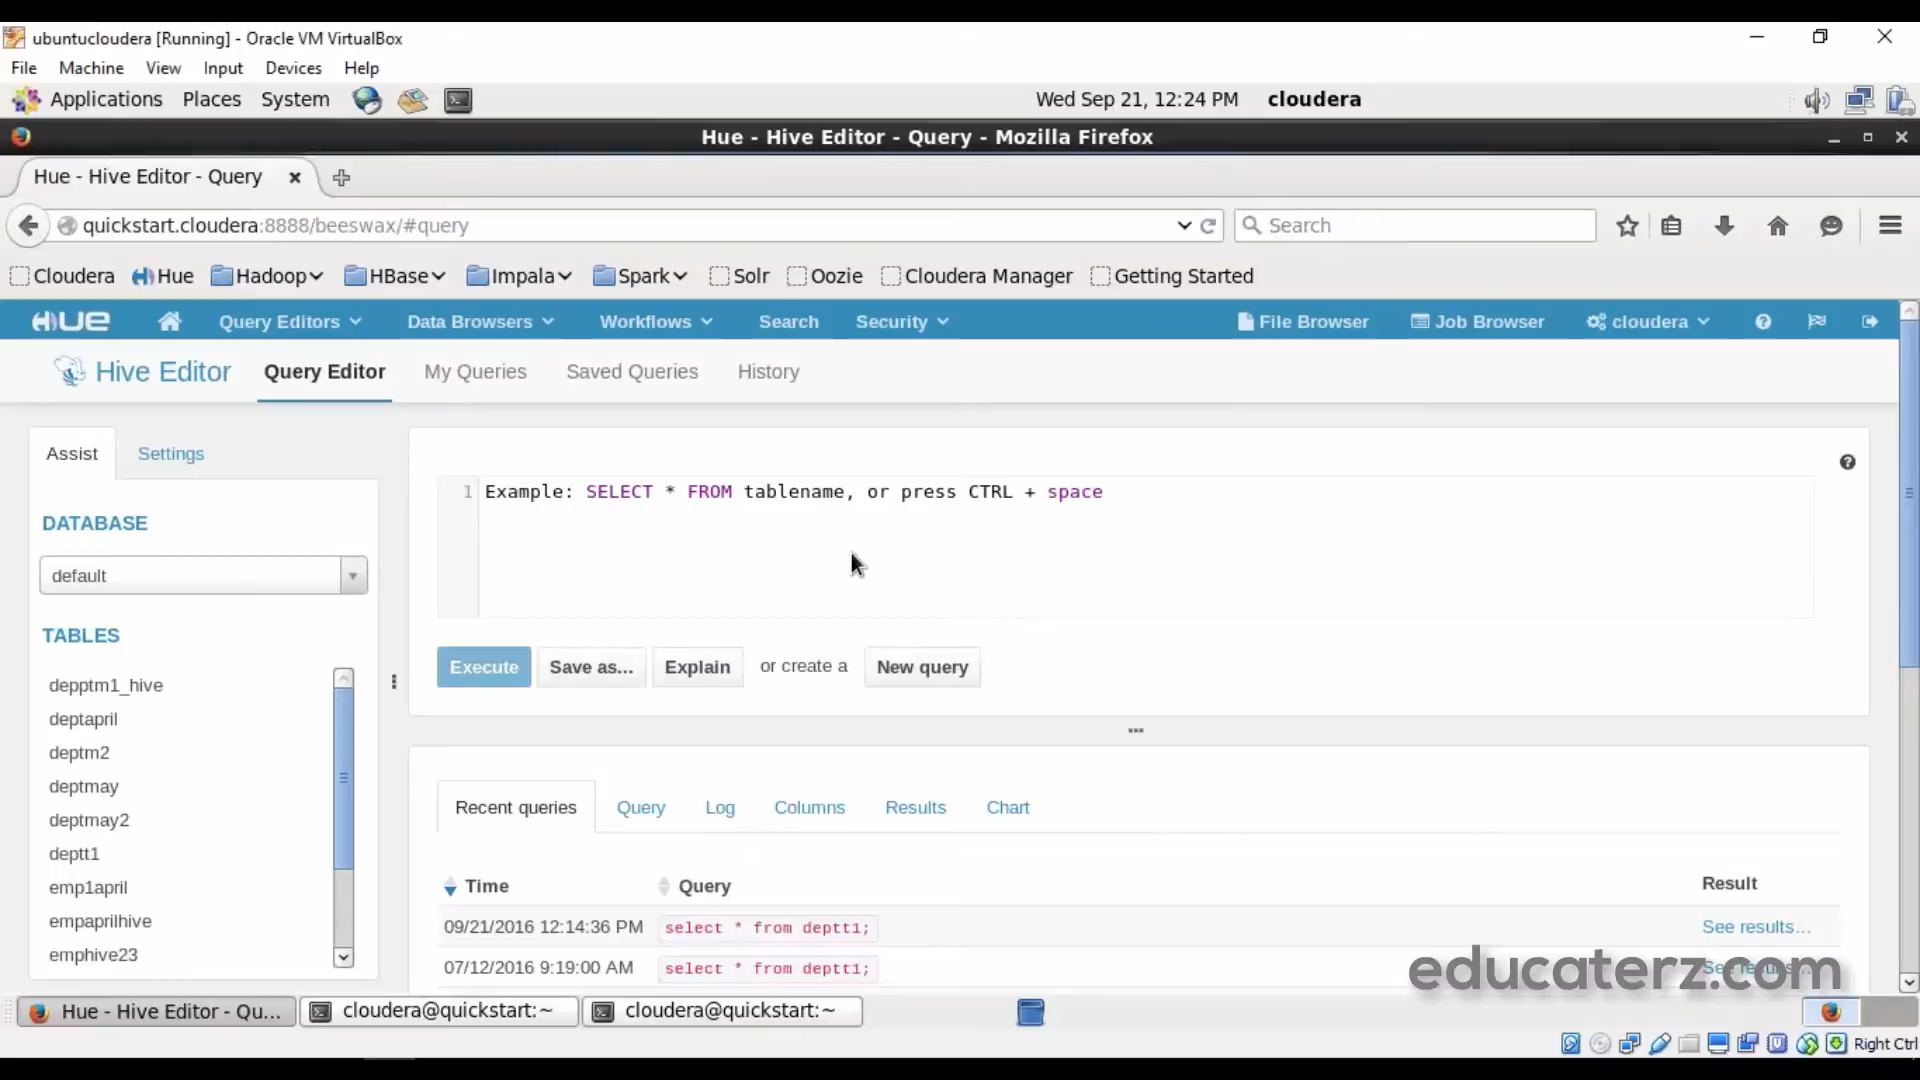 ubuntucloudera [Running] - Oracle VM VirtualBox
File Machine View Input Devices Help
Applications Places System Wed Sep 21, 12:24 PM cloudera
Hue - Hive Editor - Query - Mozilla Firefox
Hue - Hive Editor - Query
quickstart.cloudera:8888/beeswax/#query Search
Cloudera Hue Hadoop HBase Impala Spark Solr Oozie Cloudera Manager Getting Started
HUE Query Editors Data Browsers Workflows Search Security File Browser Job Browser cloudera
Hive Editor Query Editor My Queries Saved Queries History
Assist Settings
DATABASE
default
TABLES
depptm1_hive
deptapril
deptm2
deptmay
deptmay2
deptt1
emp1april
empaprilhive
emphive23
1 Example: SELECT * FROM tablename, or press CTRL + space
Execute Save as... Explain or create a New query
Recent queries Query Log Columns Results Chart
Time Query Result
09/21/2016 12:14:36 PM select * from deptt1; See results...
07/12/2016 9:19:00 AM select * from deptt1; See results...
educaterz.com
Hue - Hive Editor - Qu... cloudera@quickstart:~ cloudera@quickstart:~
Right Ctrl